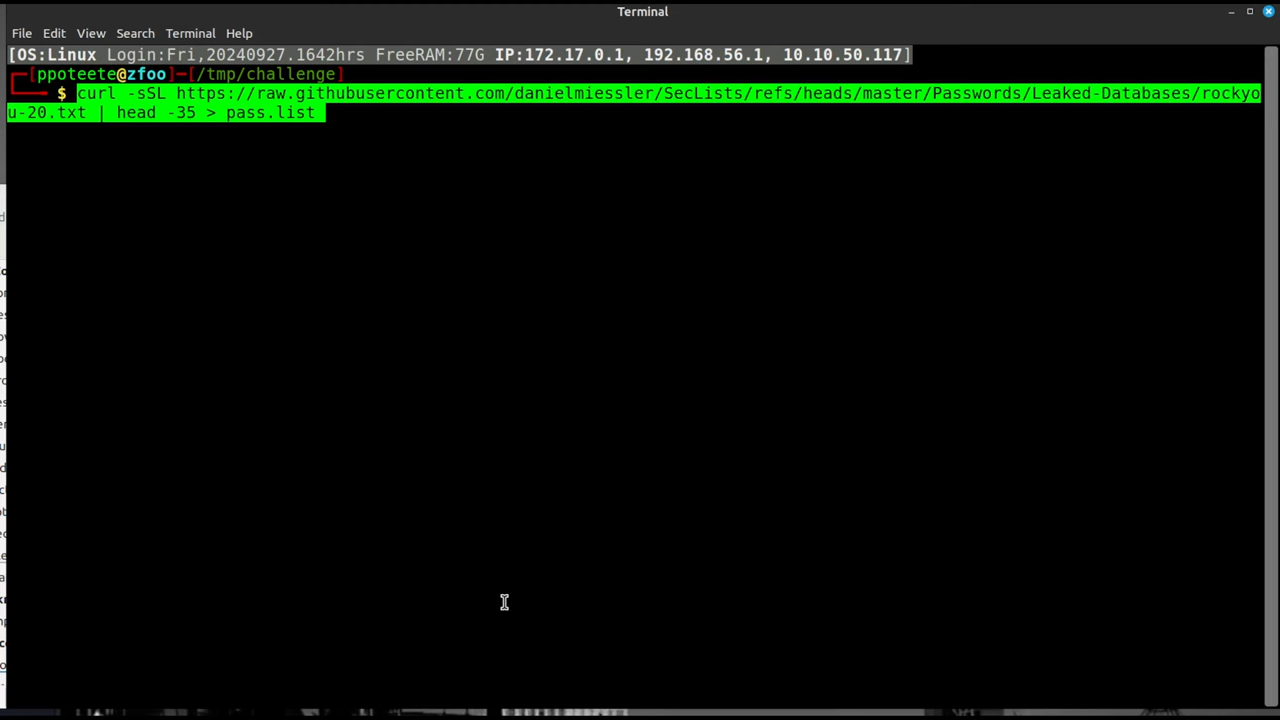 Terminal
File Edit View Search Terminal Help
[OS:Linux Login:Fri,20240927.1642hrs FreeRAM:77G IP:172.17.0.1, 192.168.56.1, 10.10.50.117]
[ppoteete@zfoo]-[/tmp/challenge]
$ curl -sSL https://raw.githubusercontent.com/danielmiessler/SecLists/refs/heads/master/Passwords/Leaked-Databases/rockyo
u-20.txt | head -35 > pass.list